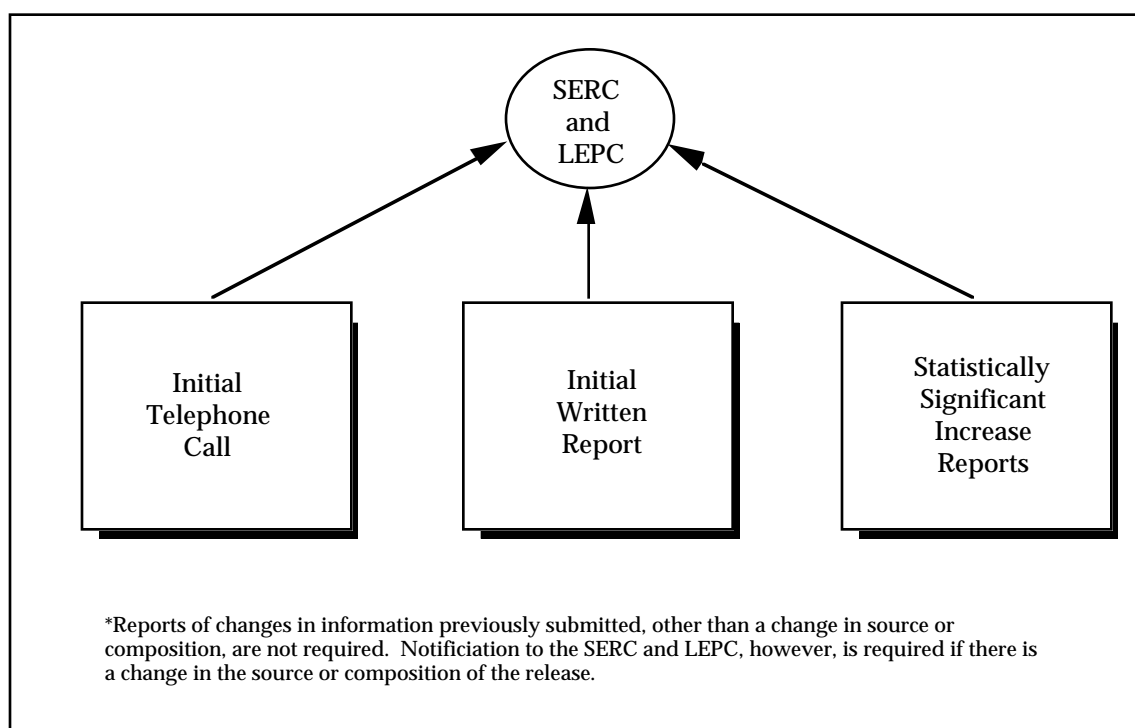 SERC
and
LEPC
Initial
Telephone
Call
Initial
Written
Report
Statistically
Significant
Increase
Reports
*Reports of changes in information previously submitted, other than a change in source or
composition, are not required.  Notificiation to the SERC and LEPC, however, is required if there is
a change in the source or composition of the release.